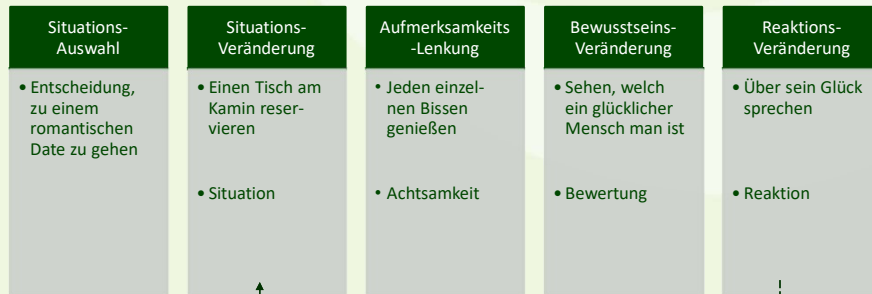 Situations-
Auswahl
• Entscheidung,
zu einem
romantischen
Date zu gehen
Situations-
Veränderung
• Einen Tisch am
Kamin reser-
vieren
• Situation
Aufmerksamkeits
-Lenkung
• Jeden einzel-
nen Bissen
genießen
• Achtsamkeit
Bewusstseins-
Veränderung
• Sehen, welch
ein glücklicher
Mensch man ist
• Bewertung
Reaktions-
Veränderung
• Über sein Glück
sprechen
• Reaktion